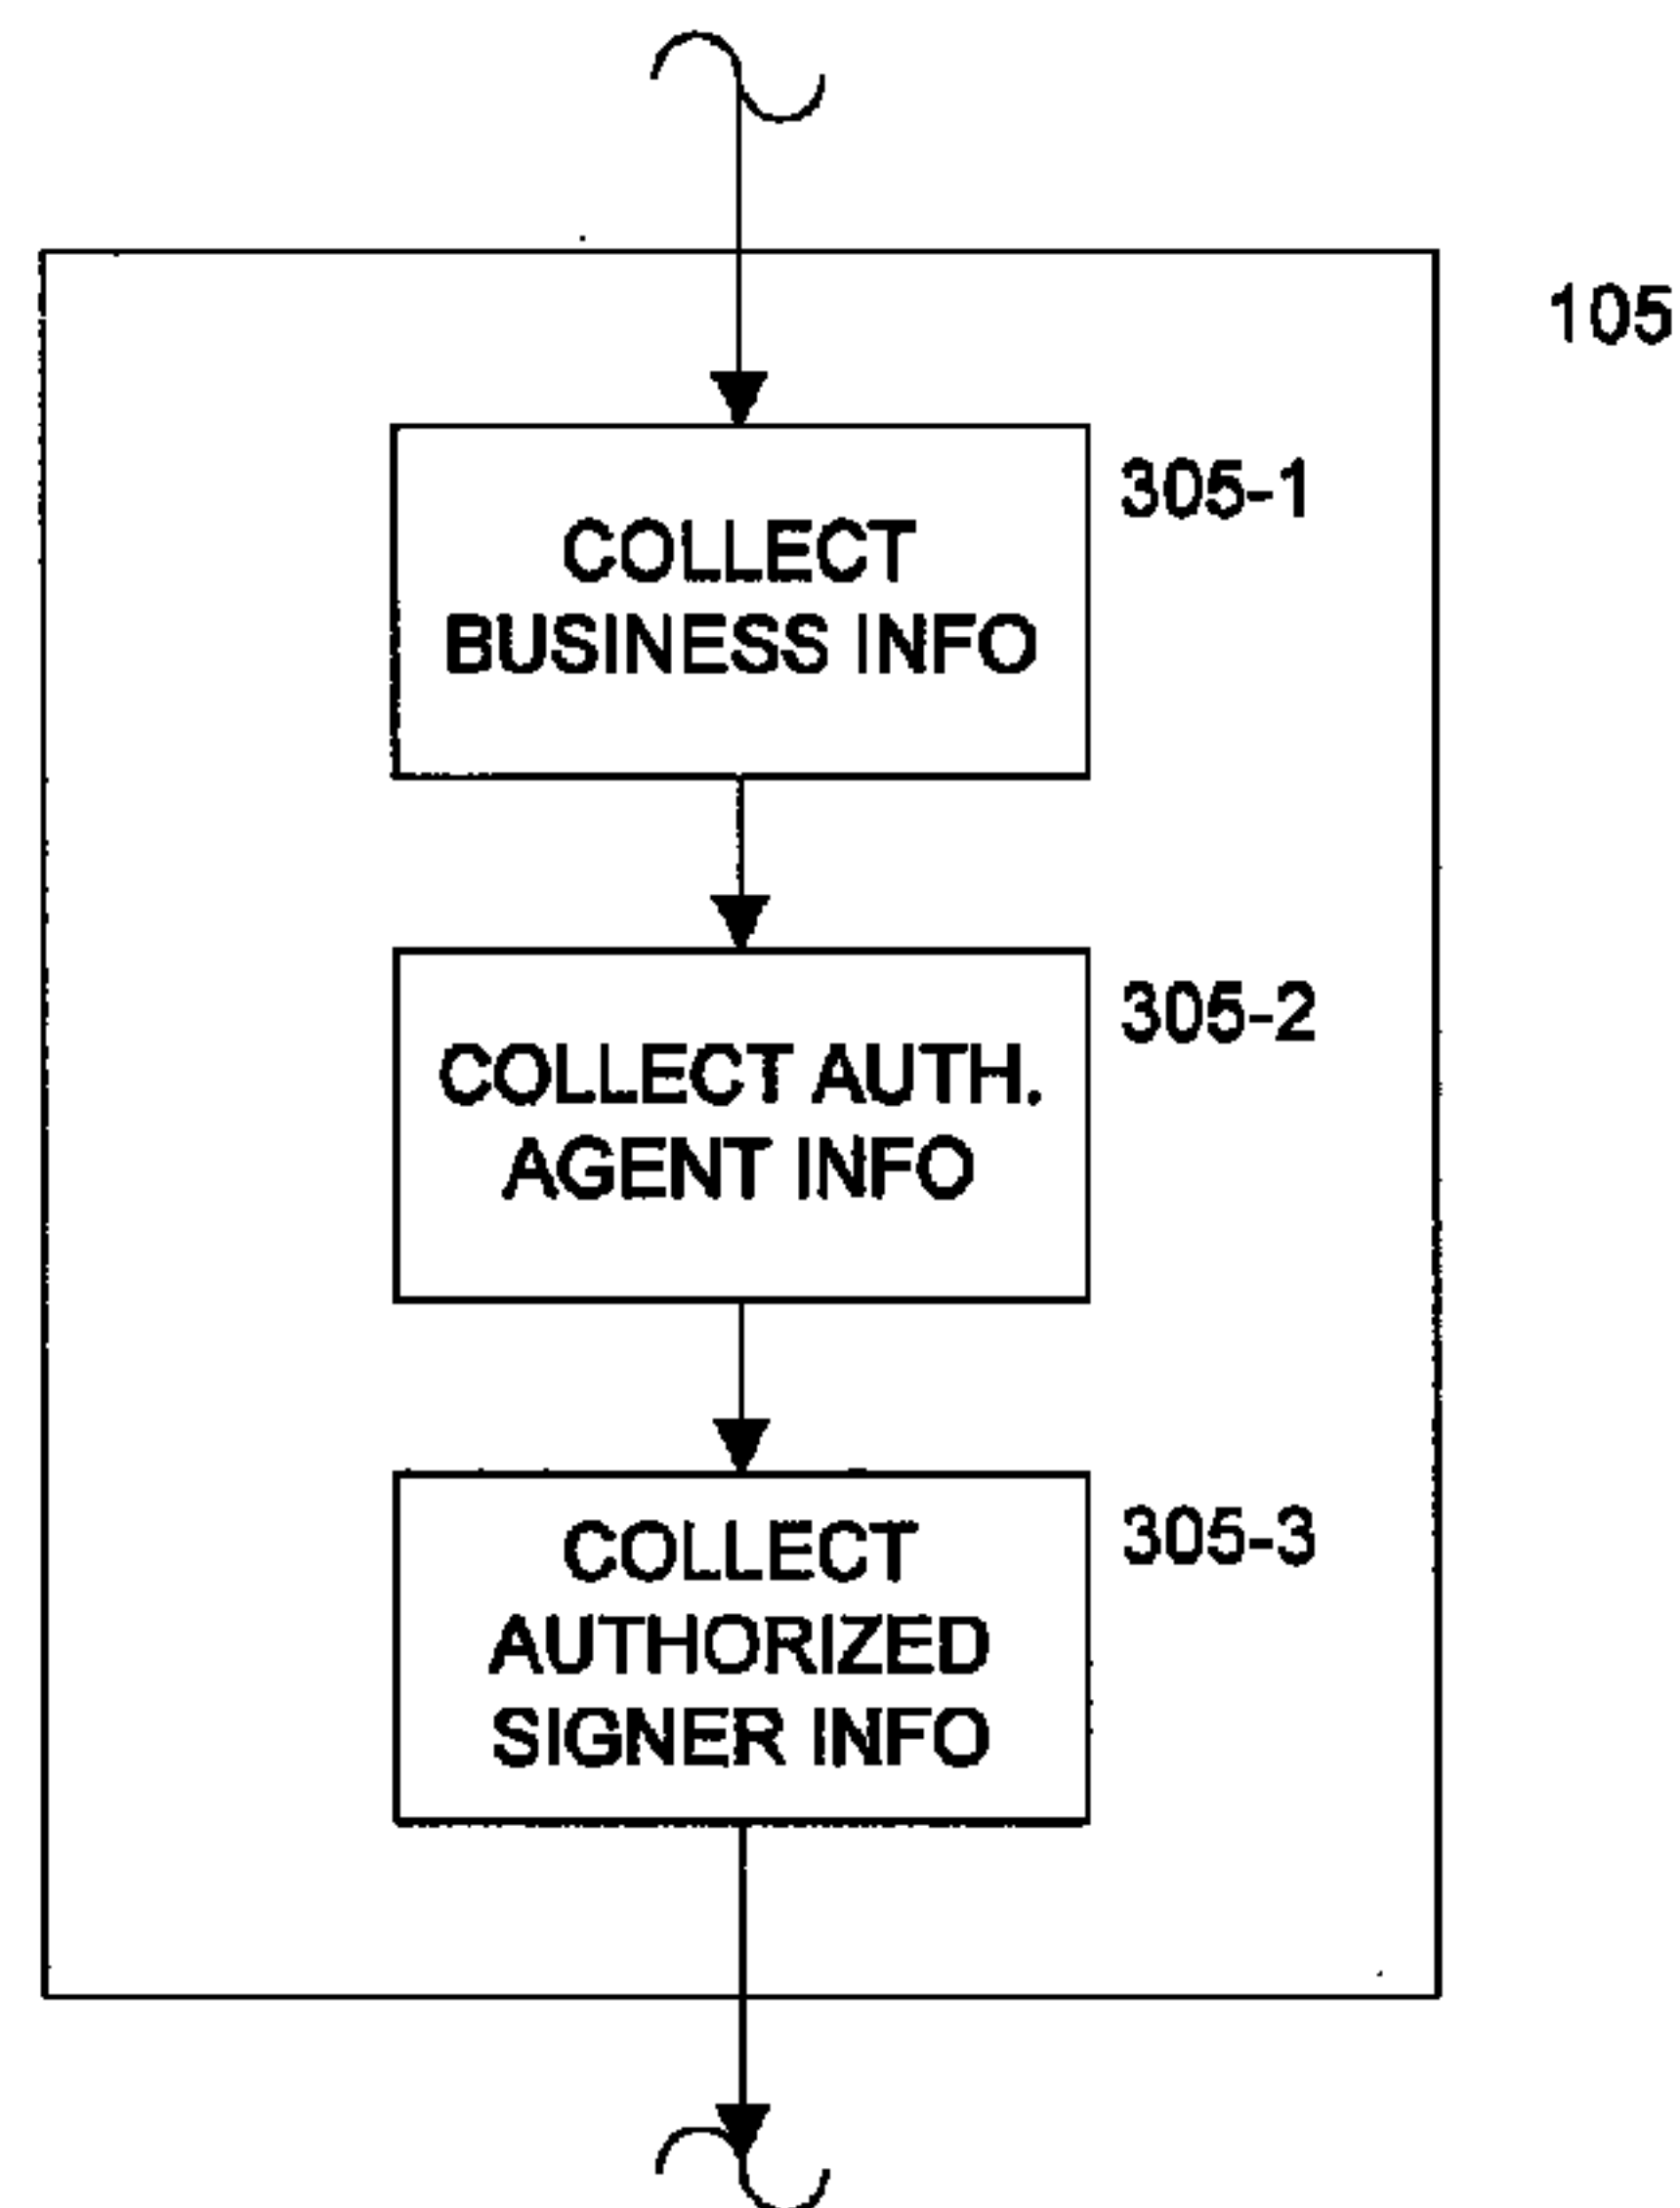 105
305-1
COLLECT
BUSINESS INFO
305-2
COLLECT AUTH.
AGENT INFO
305-3
COLLECT
AUTHORIZED
SIGNER INFO